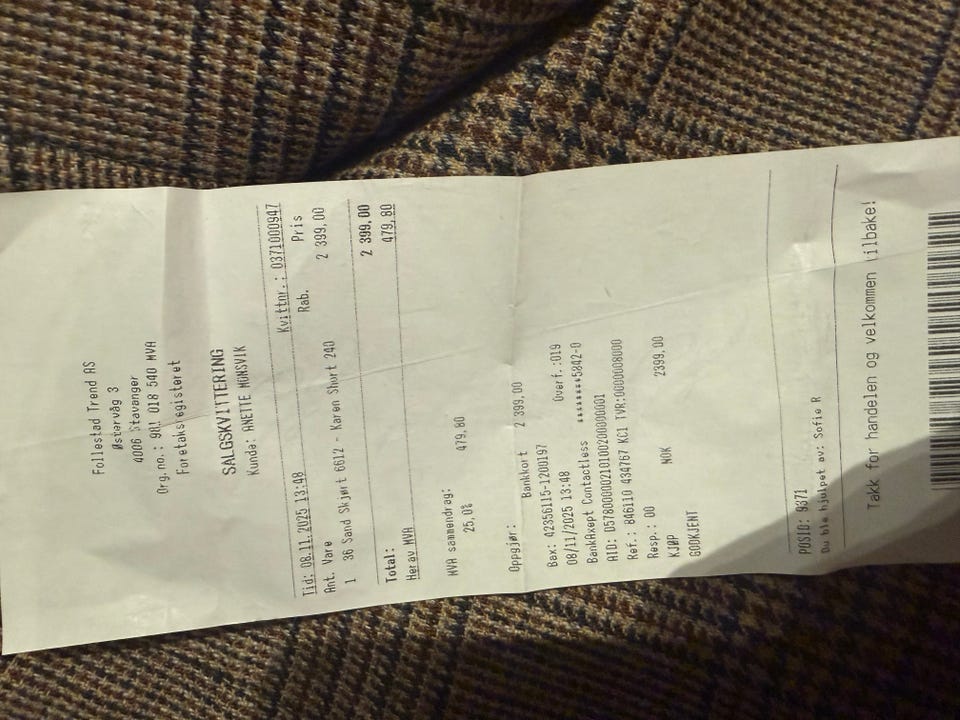 Follestad Trend AS
Østervåg 3
4006 Stavanger
Org.no.: 981 018 540 MVA
Foretaksregisteret
SALGSKVITTERING
Kunde: ANETTE MONSVIK
Tid: 08.11.2025 13:48 Kvittnr.: 0371000947
Ant. Vare Rab. Pris
1 36 Sand Skjørt 6612 - Karen Short 240 2 399,00
Total: 2 399,00
Herav MVA 479,80
MVA sammendrag:
25,0% 479,80
Oppgjør: Bankkort 2 399,00
Bax: 42356115-1200197
08/11/2025 13:48 Overf.:019
BankAxept Contactless ********5842-0
AID: D5780000021010020030000001
Ref.: 846110 434767 KC1 TVR:0000008000
Resp.: 00
KJØP NOK 2399,00
GODKJENT
POSID: 9371
Du ble hjulpet av: Sofie R
Takk for handelen og velkommen tilbake!